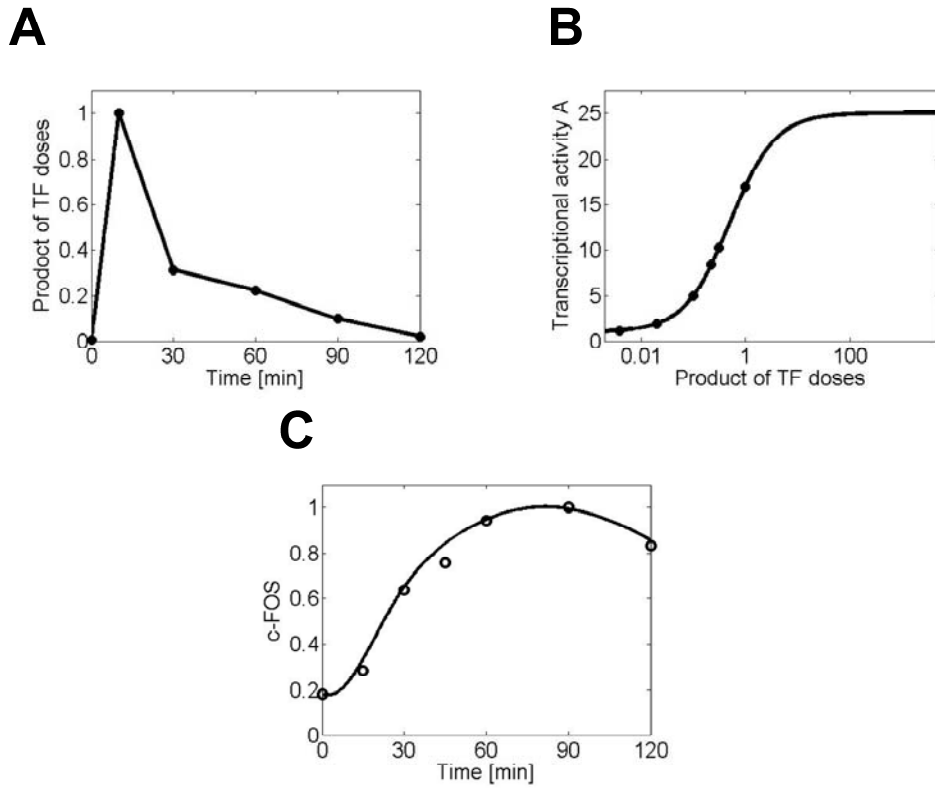 A
Prodoct of TF doses
1
0.8
0.6
0.4
0.2
0
0 30 60 90 120
Time [min]
B
Transcriptional activity A
25
20
15
10
5
0
0.01 1 100
Product of TF doses
C
c-FOS
1
0.8
0.6
0.4
0.2
0
0 30 60 90 120
Time [min]